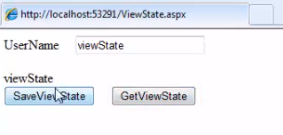 http://localhost:53291/ViewState.aspx
UserName viewState
viewState
SaveViewState GetViewState